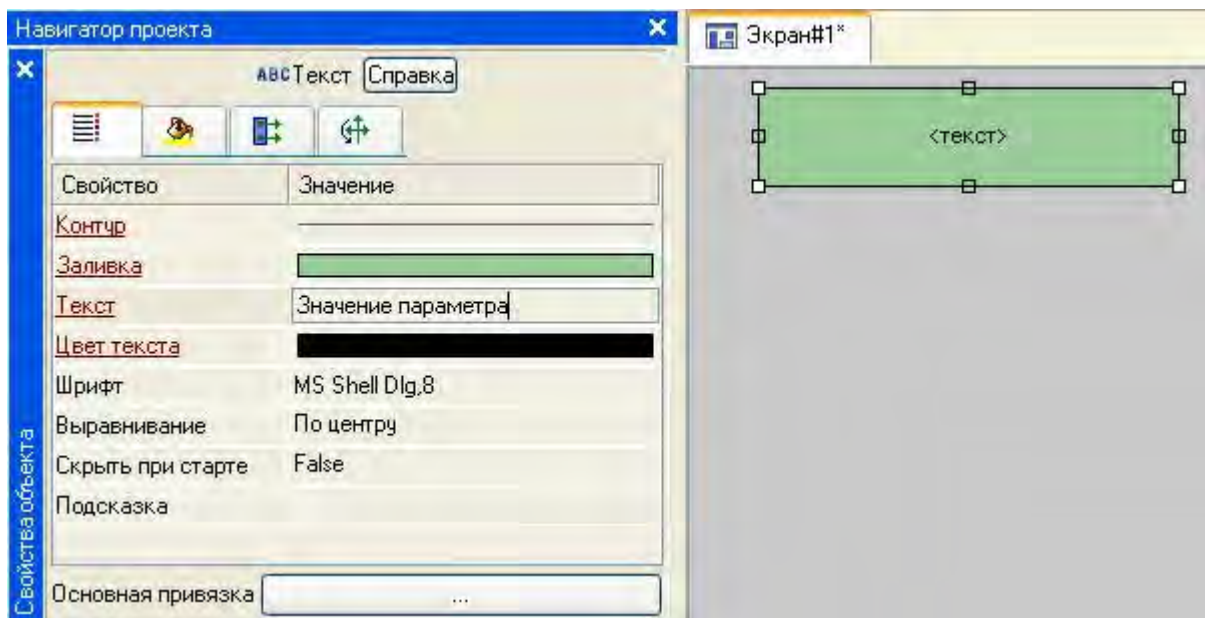 Навигатор проекта
Экран#1*
ABC Текст Справка
Свойство Значение
Контур
Заливка
Текст Значение параметра
Цвет текста
Шрифт MS Shell Dlg,8
Выравнивание По центру
Скрыть при старте False
Подсказка
Основная привязка ...
Свойства объекта
<текст>